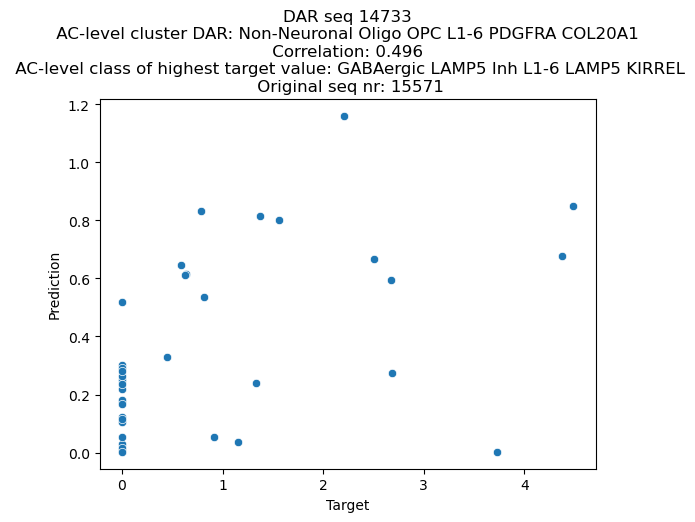 DAR seq 14733
AC-level cluster DAR: Non-Neuronal Oligo OPC L1-6 PDGFRA COL20A1
Correlation: 0.496
AC-level class of highest target value: GABAergic LAMP5 Inh L1-6 LAMP5 KIRREL
Original seq nr: 15571
1.2
1.0
0.8
0.6
0.4
0.2
0.0
Prediction
0 1 2 3 4
Target